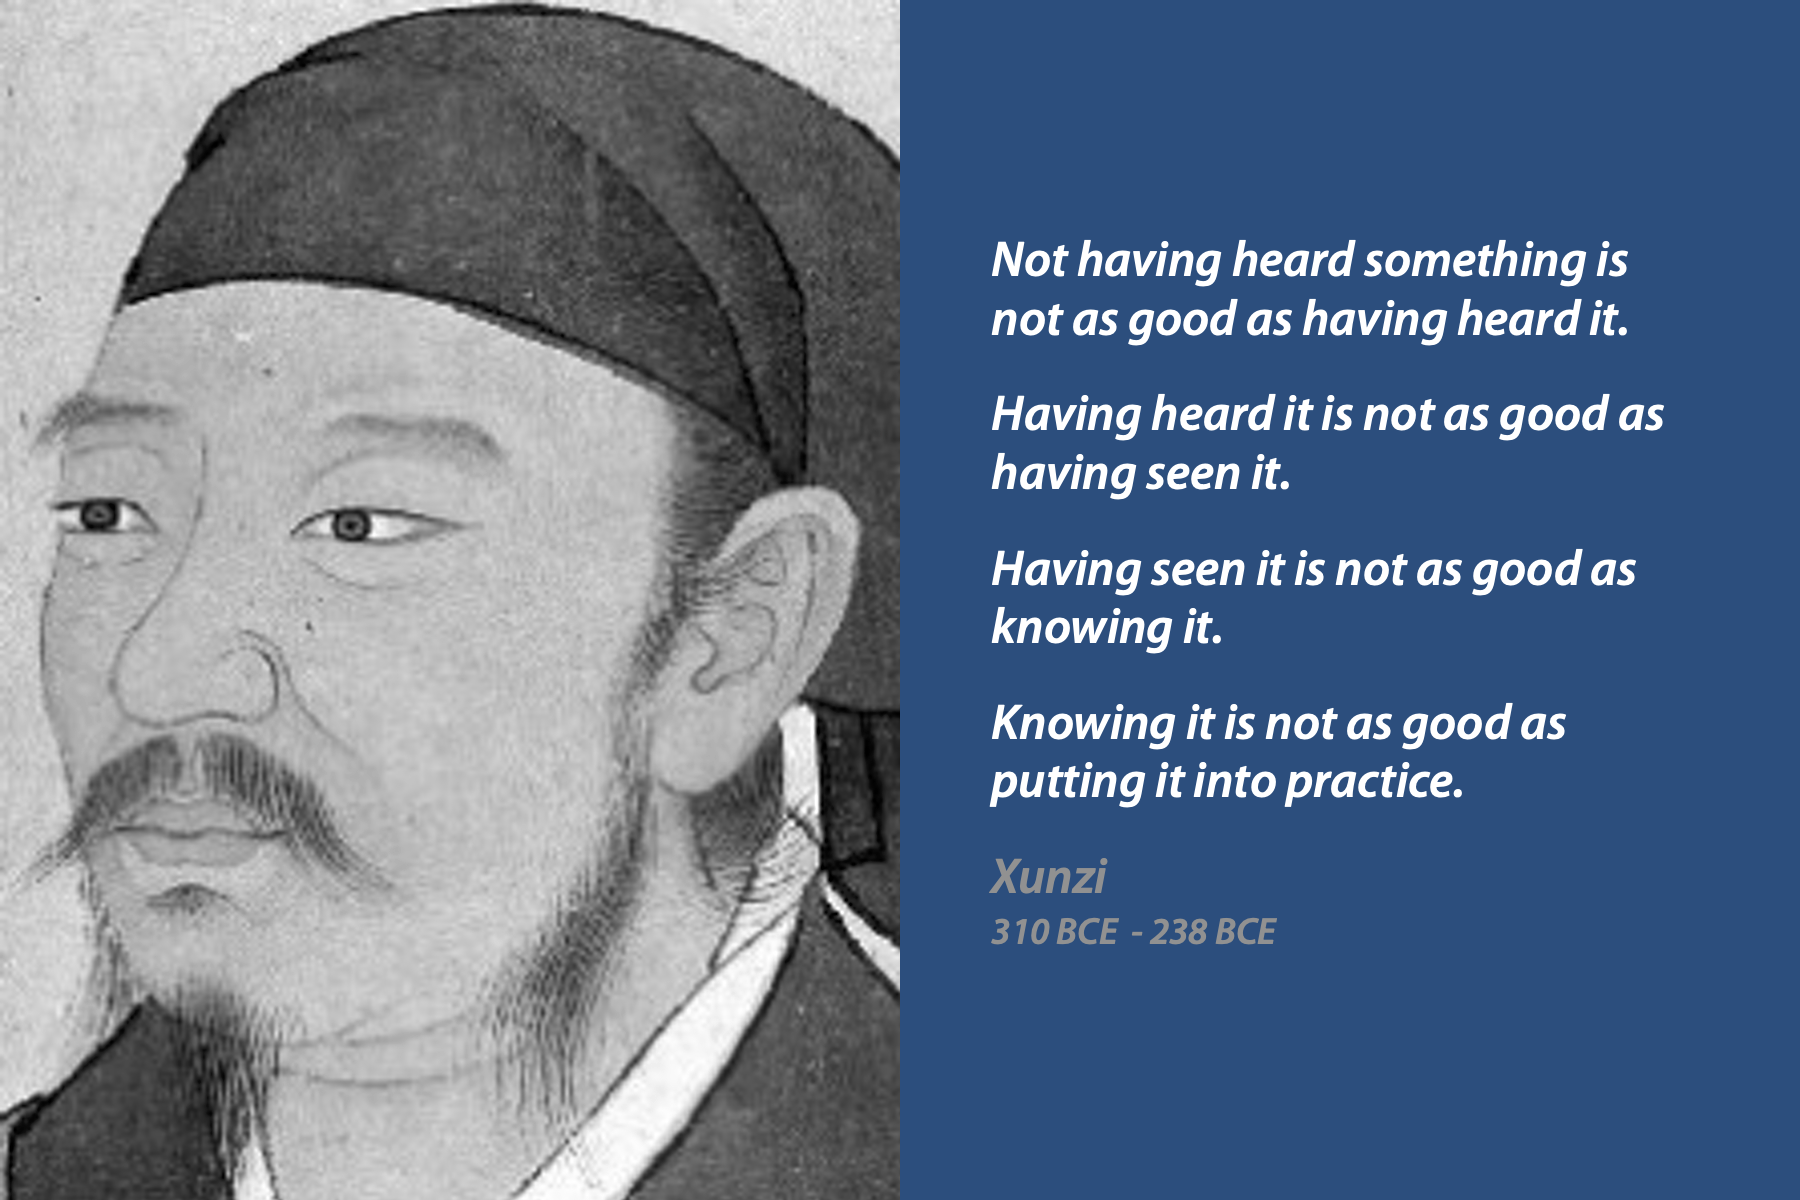 Not having heard something is
not as good as having heard it.
Having heard it is not as good as
having seen it.
Having seen it is not as good as
knowing it.
Knowing it is not as good as
putting it into practice.
Xunzi
310 BCE - 238 BCE